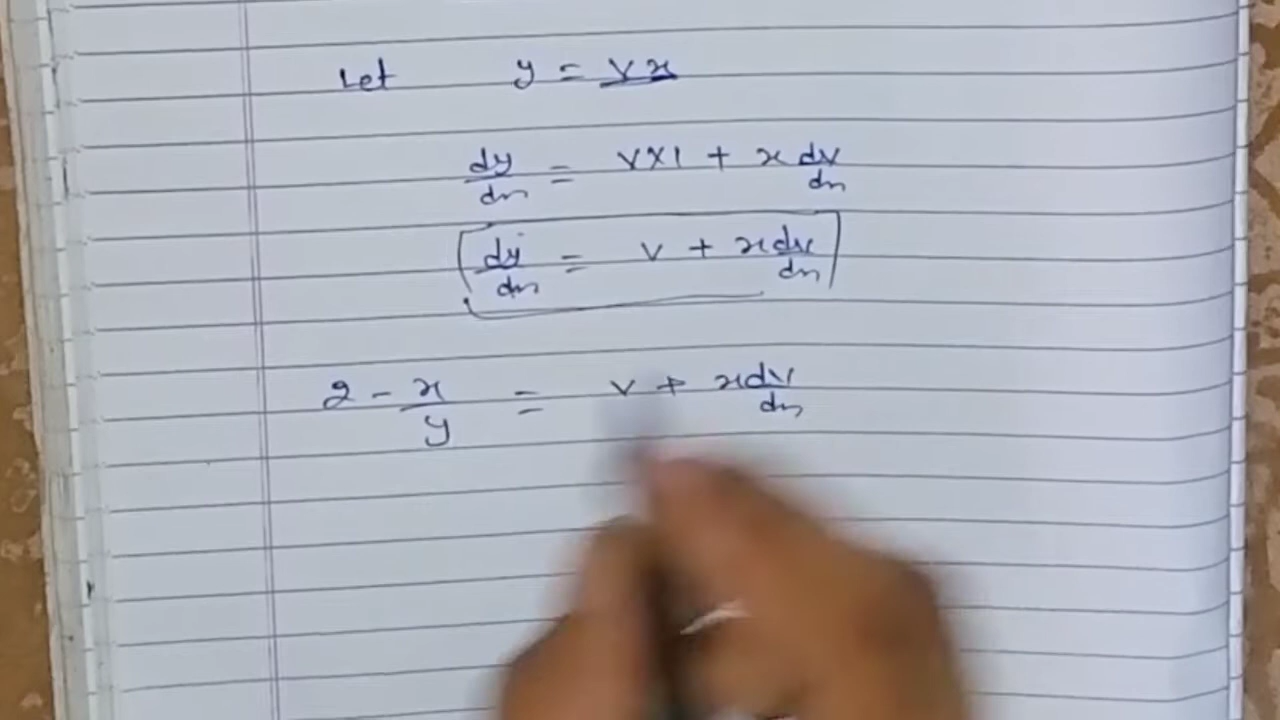 Let y = vx
dy/dx = v×1 + x dv/dx
dy/dx = v + x dv/dx
2 - x/y = v + x dv/dx